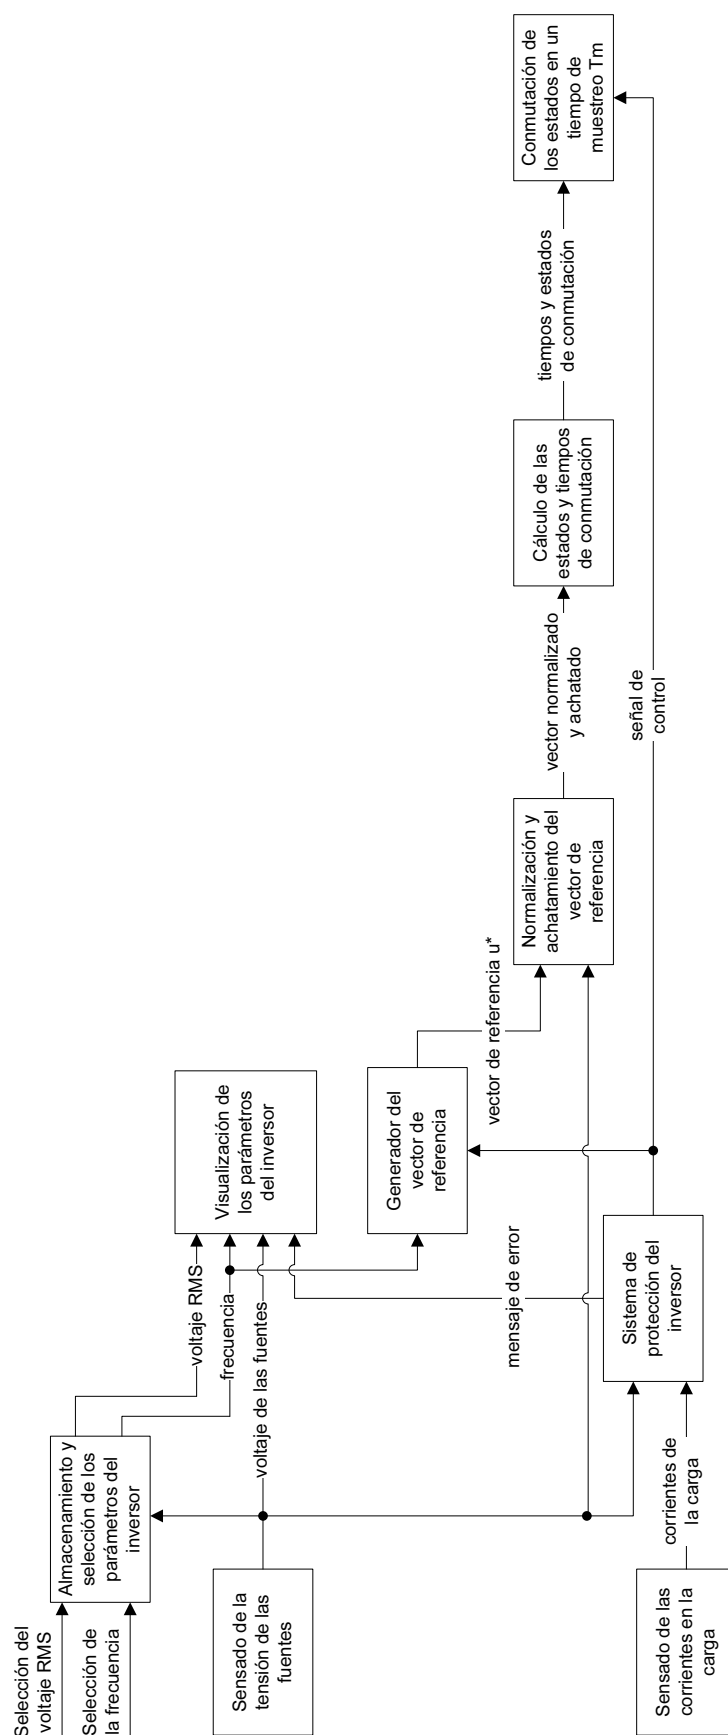 Selección del
voltaje RMS
Selección de
la frecuencia
Almacenamiento y
selección de los
parámetros del
inversor
Sensado de la
tensión de las
fuentes
Sensado de las
corrientes en la
carga
voltaje RMS
frecuencia
voltaje de las fuentes
mensaje de error
corrientes de
la carga
Visualización de
los parámetros
del inversor
Generador del
vector de
referencia
Sistema de
protección del
inversor
vector de referencia u*
Normalización y
achatamiento del
vector de
referencia
señal de
control
vector normalizado
y achatado
Cálculo de las
estados y tiempos
de conmutación
tiempos y estados
de conmutación
Conmutación de
los estados en un
tiempo de
muestreo Tm